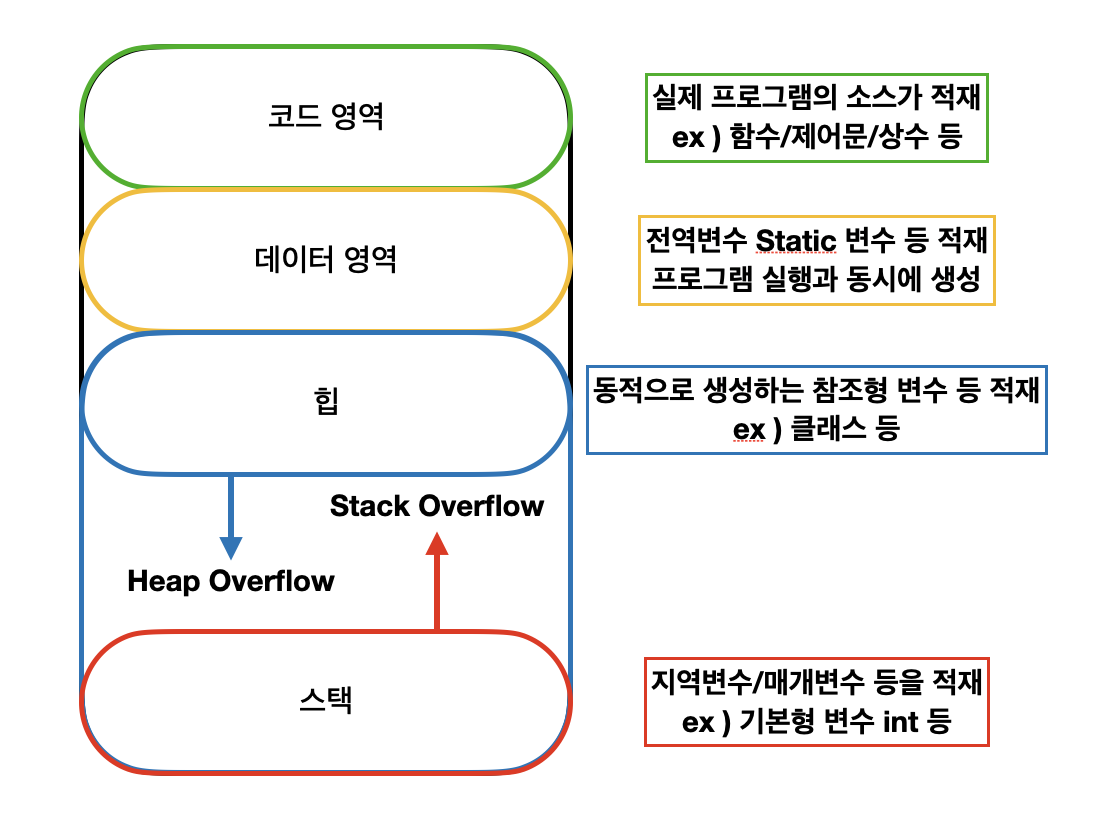 코드 영역
실제 프로그램의 소스가 적재
ex ) 함수/제어문/상수 등
데이터 영역
전역변수 Static 변수 등 적재
프로그램 실행과 동시에 생성
힙
동적으로 생성하는 참조형 변수 등 적재
ex ) 클래스 등
Stack Overflow
Heap Overflow
스택
지역변수/매개변수 등을 적재
ex ) 기본형 변수 int 등